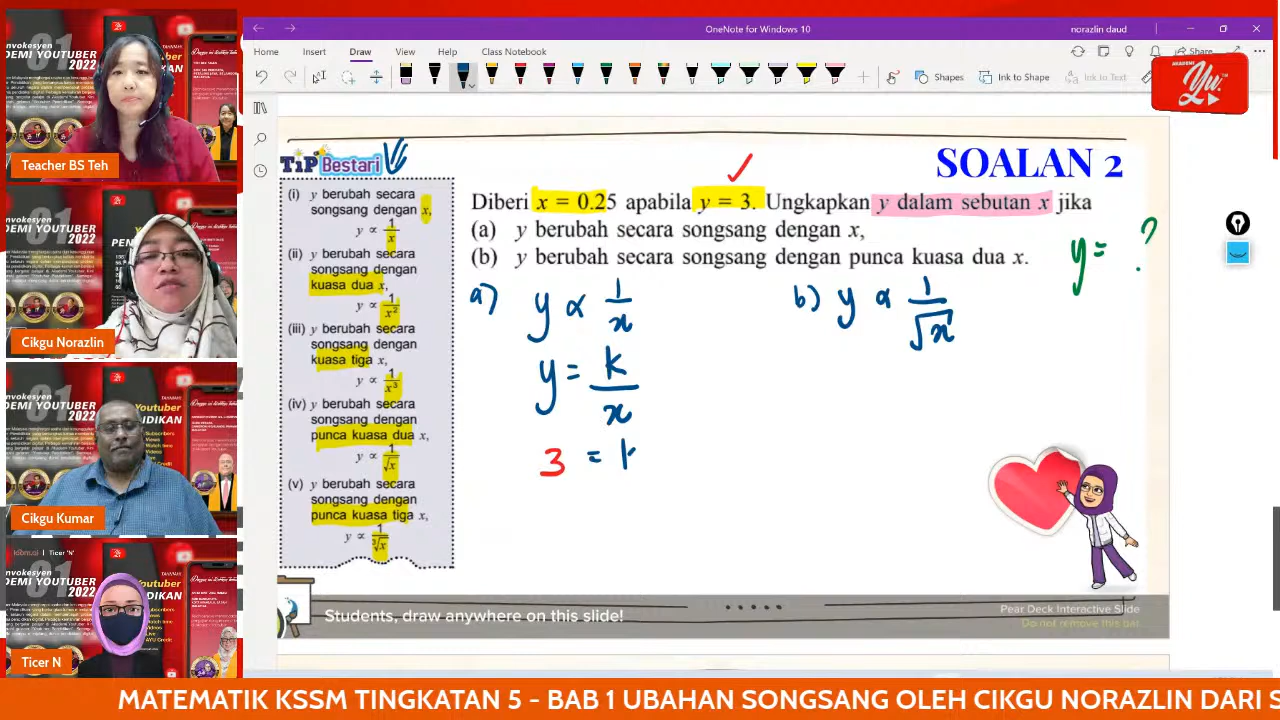 OneNote for Windows 10
norazlin daud
Home Insert Draw View Help Class Notebook
Share
Shapes Ink to Shape Ink to Text
nvokesyen
DEMI YOUTUBER
2022
Teacher BS Teh
Cikgu Norazlin
Cikgu Kumar
Ticer 'N'
Ticer N
TiP Bestari
(i) y berubah secara
songsang dengan x,
y ∝ 1/x
(ii) y berubah secara
songsang dengan
kuasa dua x,
y ∝ 1/x²
(iii) y berubah secara
songsang dengan
kuasa tiga x,
y ∝ 1/x³
(iv) y berubah secara
songsang dengan
punca kuasa dua x,
y ∝ 1/√x
(v) y berubah secara
songsang dengan
punca kuasa tiga x,
y ∝ 1/∛x
SOALAN 2
Diberi x = 0.25 apabila y = 3. Ungkapkan y dalam sebutan x jika
(a) y berubah secara songsang dengan x,
(b) y berubah secara songsang dengan punca kuasa dua x.
y = ?
a) y ∝ 1/x
y = k/x
3 =
b) y ∝ 1/√x
Students, draw anywhere on this slide!
Pear Deck Interactive Slide
Do not remove this bar
MATEMATIK KSSM TINGKATAN 5 - BAB 1 UBAHAN SONGSANG OLEH CIKGU NORAZLIN DARI S